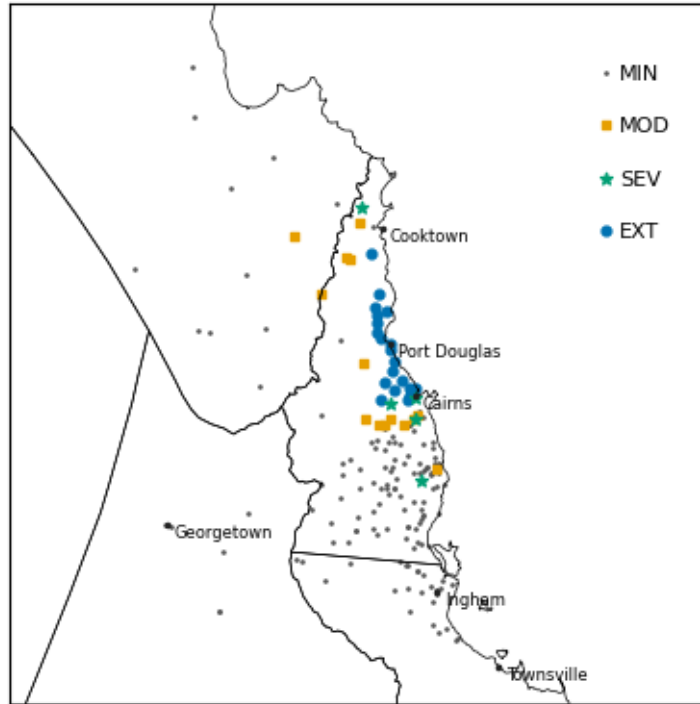 MIN
MOD
SEV
EXT
Cooktown
Port Douglas
Cairns
Georgetown
Ingham
Townsville